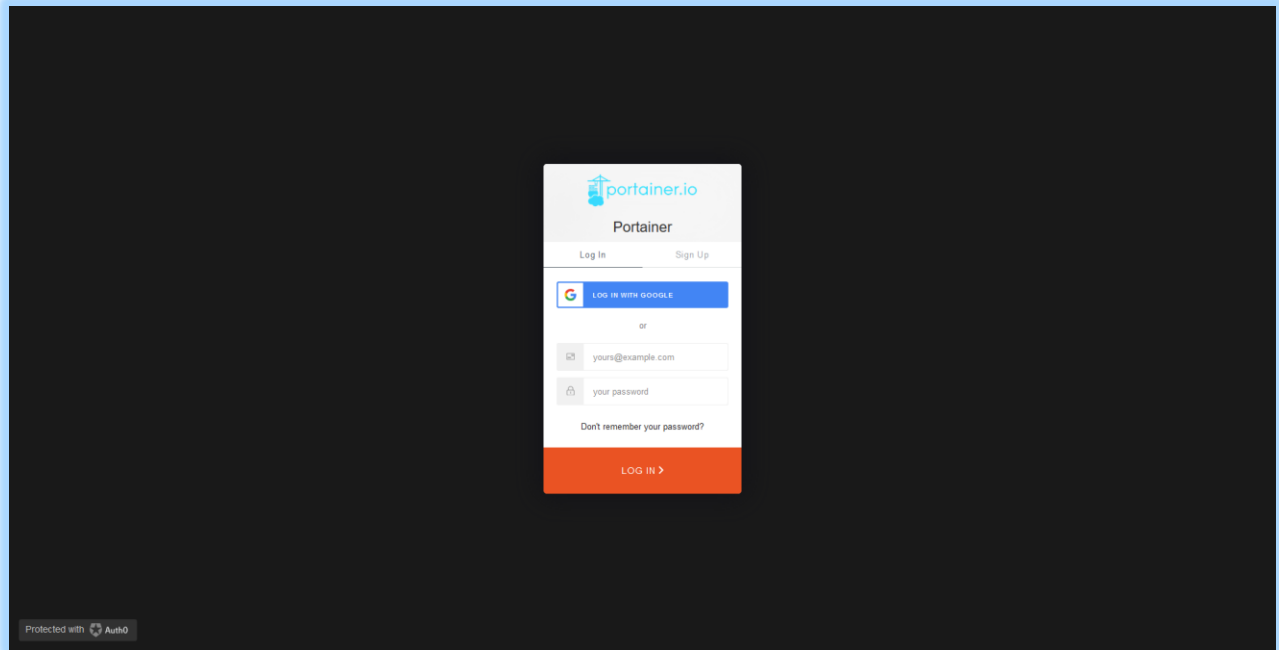 portainer.io
Portainer
Log In Sign Up
LOG IN WITH GOOGLE
or
yours@example.com
your password
Don't remember your password?
LOG IN
Protected with Auth0